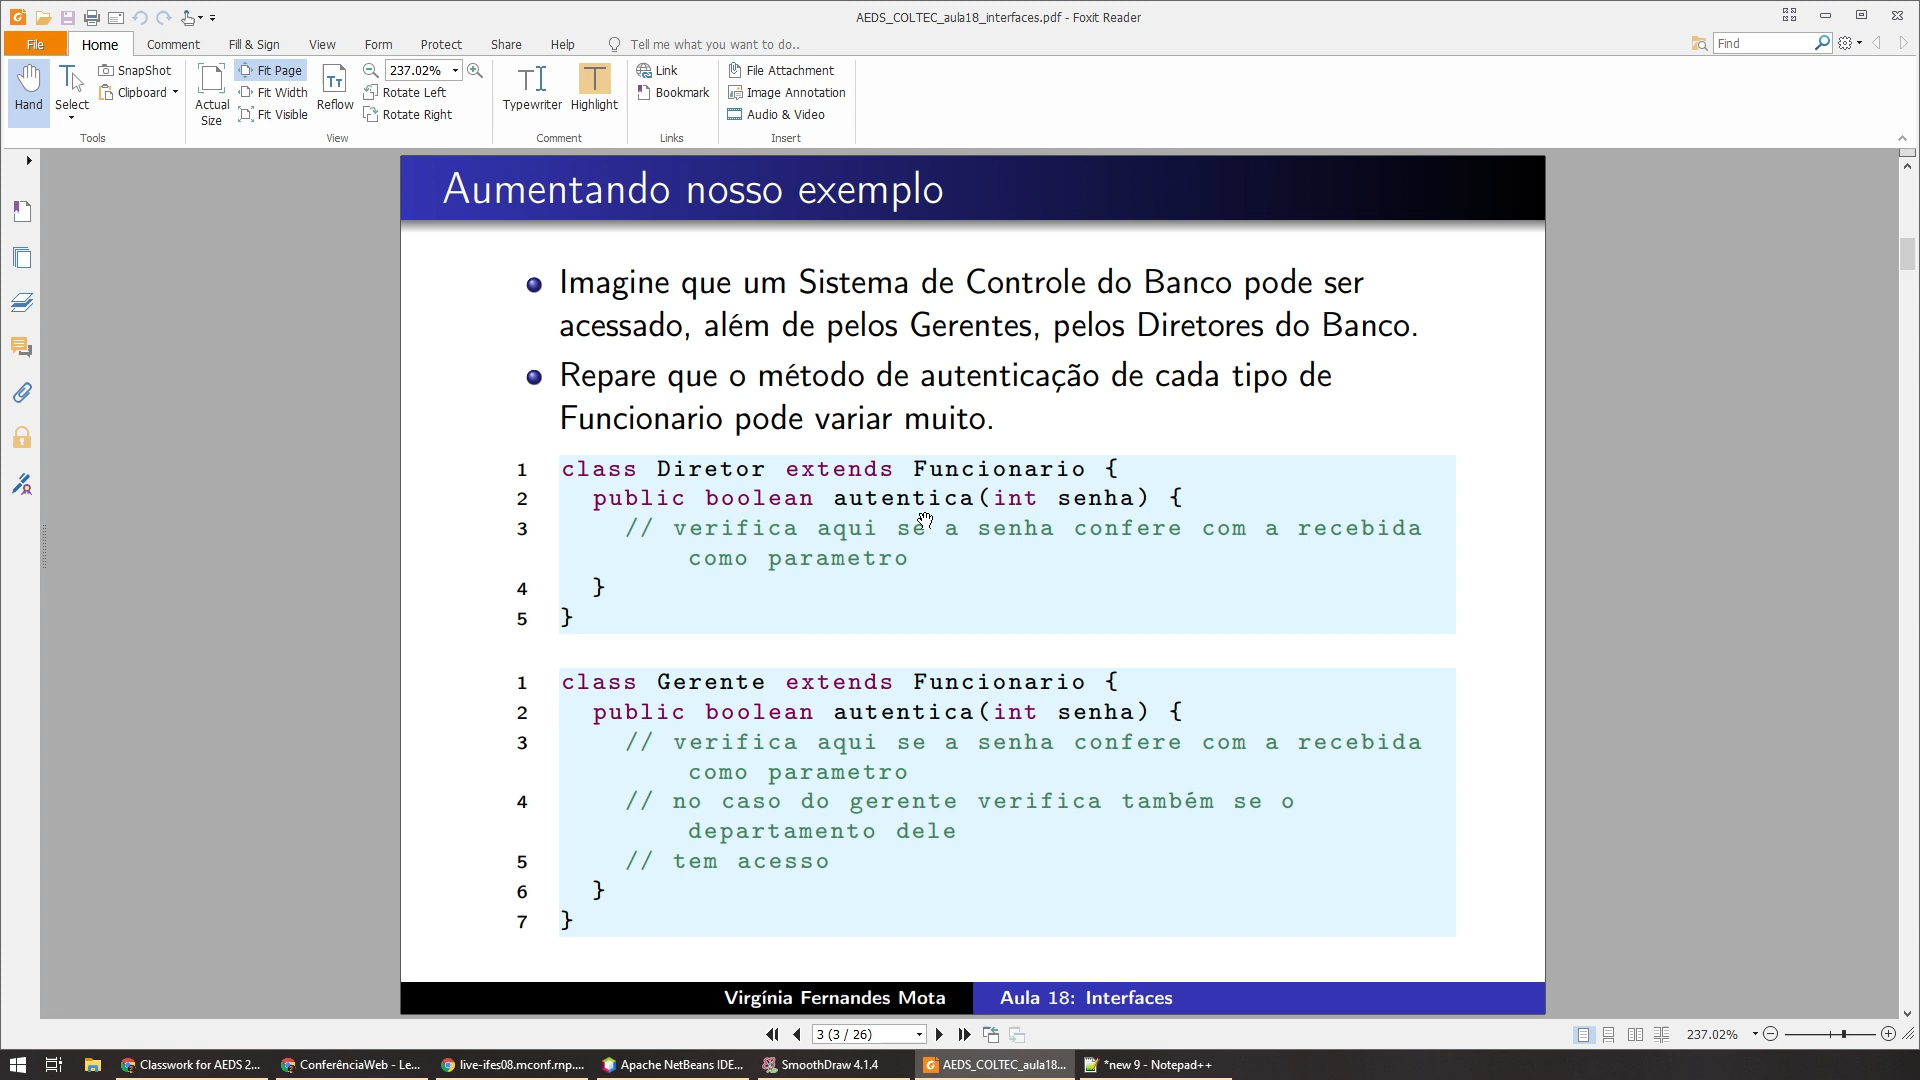 AEDS_COLTEC_aula18_interfaces.pdf - Foxit Reader
File Home Comment Fill & Sign View Form Protect Share Help Tell me what you want to do..
Find
Hand
Select
SnapShot
Clipboard
Tools
Actual Size
Fit Page
Fit Width
Fit Visible
Reflow
237.02%
Rotate Left
Rotate Right
View
Typewriter
Highlight
Comment
Link
Bookmark
Links
File Attachment
Image Annotation
Audio & Video
Insert
Aumentando nosso exemplo
Imagine que um Sistema de Controle do Banco pode ser
acessado, além de pelos Gerentes, pelos Diretores do Banco.
Repare que o método de autenticação de cada tipo de
Funcionario pode variar muito.
1 class Diretor extends Funcionario {
2 public boolean autentica(int senha) {
3 // verifica aqui se a senha confere com a recebida
como parametro
4 }
5 }
1 class Gerente extends Funcionario {
2 public boolean autentica(int senha) {
3 // verifica aqui se a senha confere com a recebida
como parametro
4 // no caso do gerente verifica também se o
departamento dele
5 // tem acesso
6 }
7 }
Virgínia Fernandes Mota Aula 18: Interfaces
3 (3 / 26)
237.02%
Classwork for AEDS 2... ConferênciaWeb - Le... live-ifes08.mconf.rnp.... Apache NetBeans IDE... SmoothDraw 4.1.4 AEDS_COLTEC_aula18... *new 9 - Notepad++